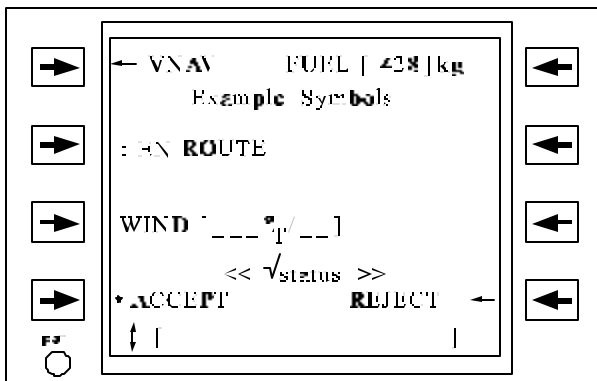 ← VNAV FUEL [ 428]kg
Example Symbols
: EN ROUTE
WIND [___°T/__]
<< √status >>
* ACCEPT REJECT ←
↕ [ ]